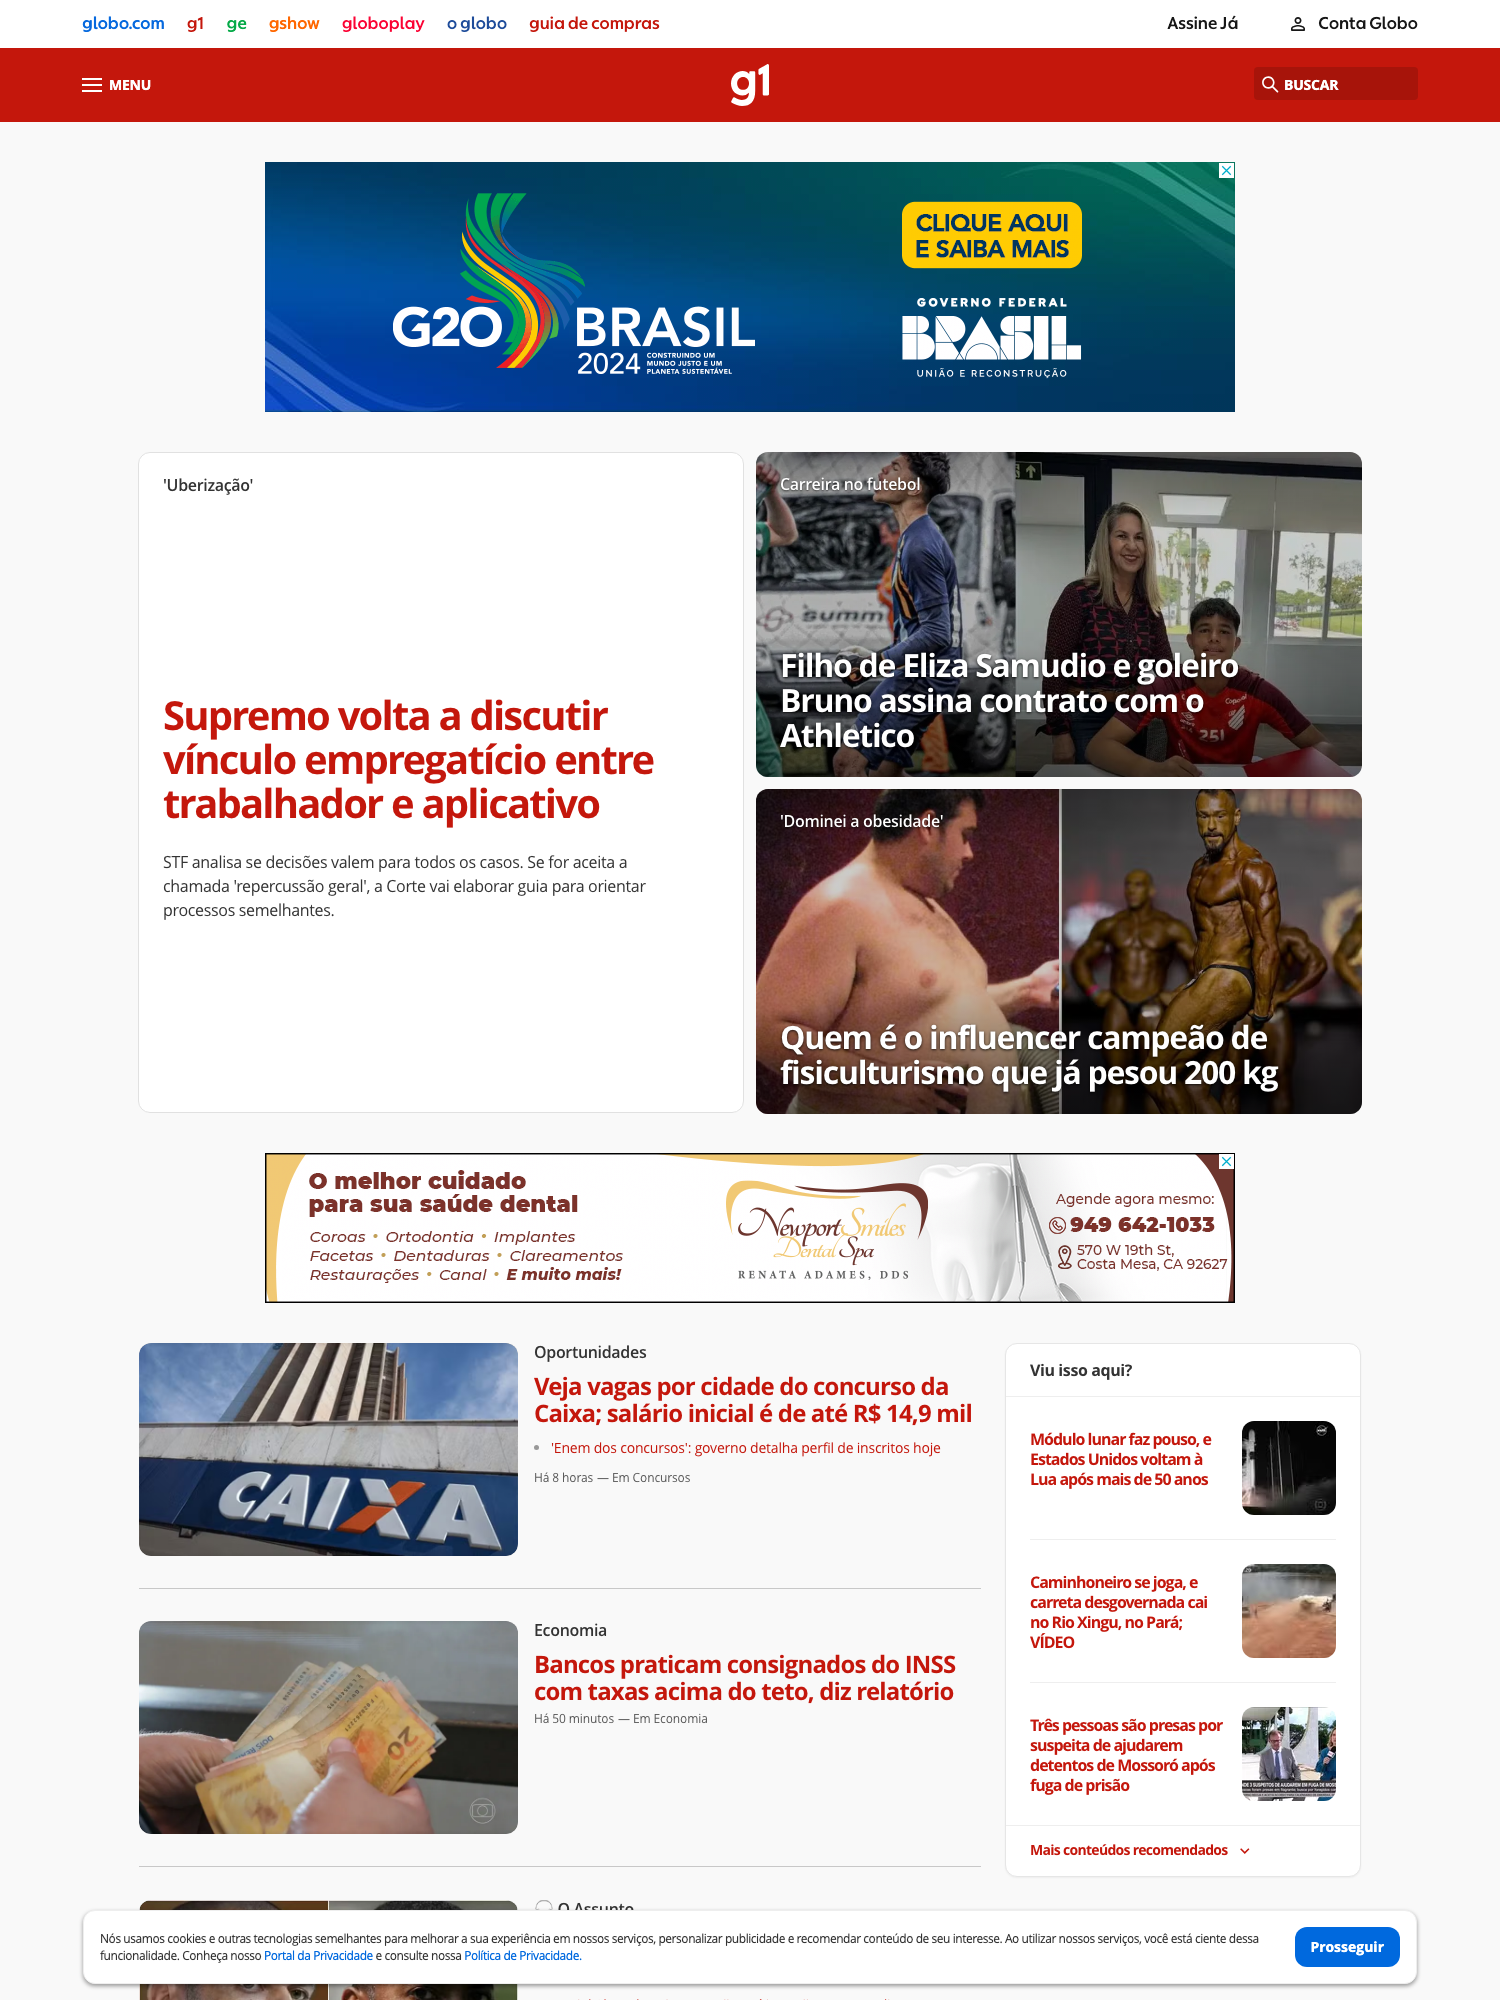 globo.com g1 ge gshow globoplay o globo guia de compras Assine Já Conta Globo
MENU g1 BUSCAR
G20 BRASIL
2024 CONSTRUINDO UM
MUNDO JUSTO E UM
PLANETA SUSTENTÁVEL
CLIQUE AQUI
E SAIBA MAIS
GOVERNO FEDERAL
BRASIL
UNIÃO E RECONSTRUÇÃO
'Uberização'
Supremo volta a discutir
vínculo empregatício entre
trabalhador e aplicativo
STF analisa se decisões valem para todos os casos. Se for aceita a
chamada 'repercussão geral', a Corte vai elaborar guia para orientar
processos semelhantes.
Carreira no futebol
summ
251
Filho de Eliza Samudio e goleiro
Bruno assina contrato com o
Athletico
'Dominei a obesidade'
Quem é o influencer campeão de
fisiculturismo que já pesou 200 kg
O melhor cuidado
para sua saúde dental
Coroas • Ortodontia • Implantes
Facetas • Dentaduras • Clareamentos
Restaurações • Canal • E muito mais!
Newport Smiles
Dental Spa
RENATA ADAMES, DDS
Agende agora mesmo:
949 642-1033
570 W 19th St,
Costa Mesa, CA 92627
CAIXA
Oportunidades
Veja vagas por cidade do concurso da
Caixa; salário inicial é de até R$ 14,9 mil
• 'Enem dos concursos': governo detalha perfil de inscritos hoje
Há 8 horas — Em Concursos
20
Economia
Bancos praticam consignados do INSS
com taxas acima do teto, diz relatório
Há 50 minutos — Em Economia
Viu isso aqui?
Módulo lunar faz pouso, e
Estados Unidos voltam à
Lua após mais de 50 anos
Caminhoneiro se joga, e
carreta desgovernada cai
no Rio Xingu, no Pará;
VÍDEO
Três pessoas são presas por
suspeita de ajudarem
detentos de Mossoró após
fuga de prisão
3 SUSPEITOS DE AJUDAREM EM FUGA DE
Mais conteúdos recomendados
O Assunto
Nós usamos cookies e outras tecnologias semelhantes para melhorar a sua experiência em nossos serviços, personalizar publicidade e recomendar conteúdo de seu interesse. Ao utilizar nossos serviços, você está ciente dessa
funcionalidade. Conheça nosso Portal da Privacidade e consulte nossa Política de Privacidade.
Prosseguir